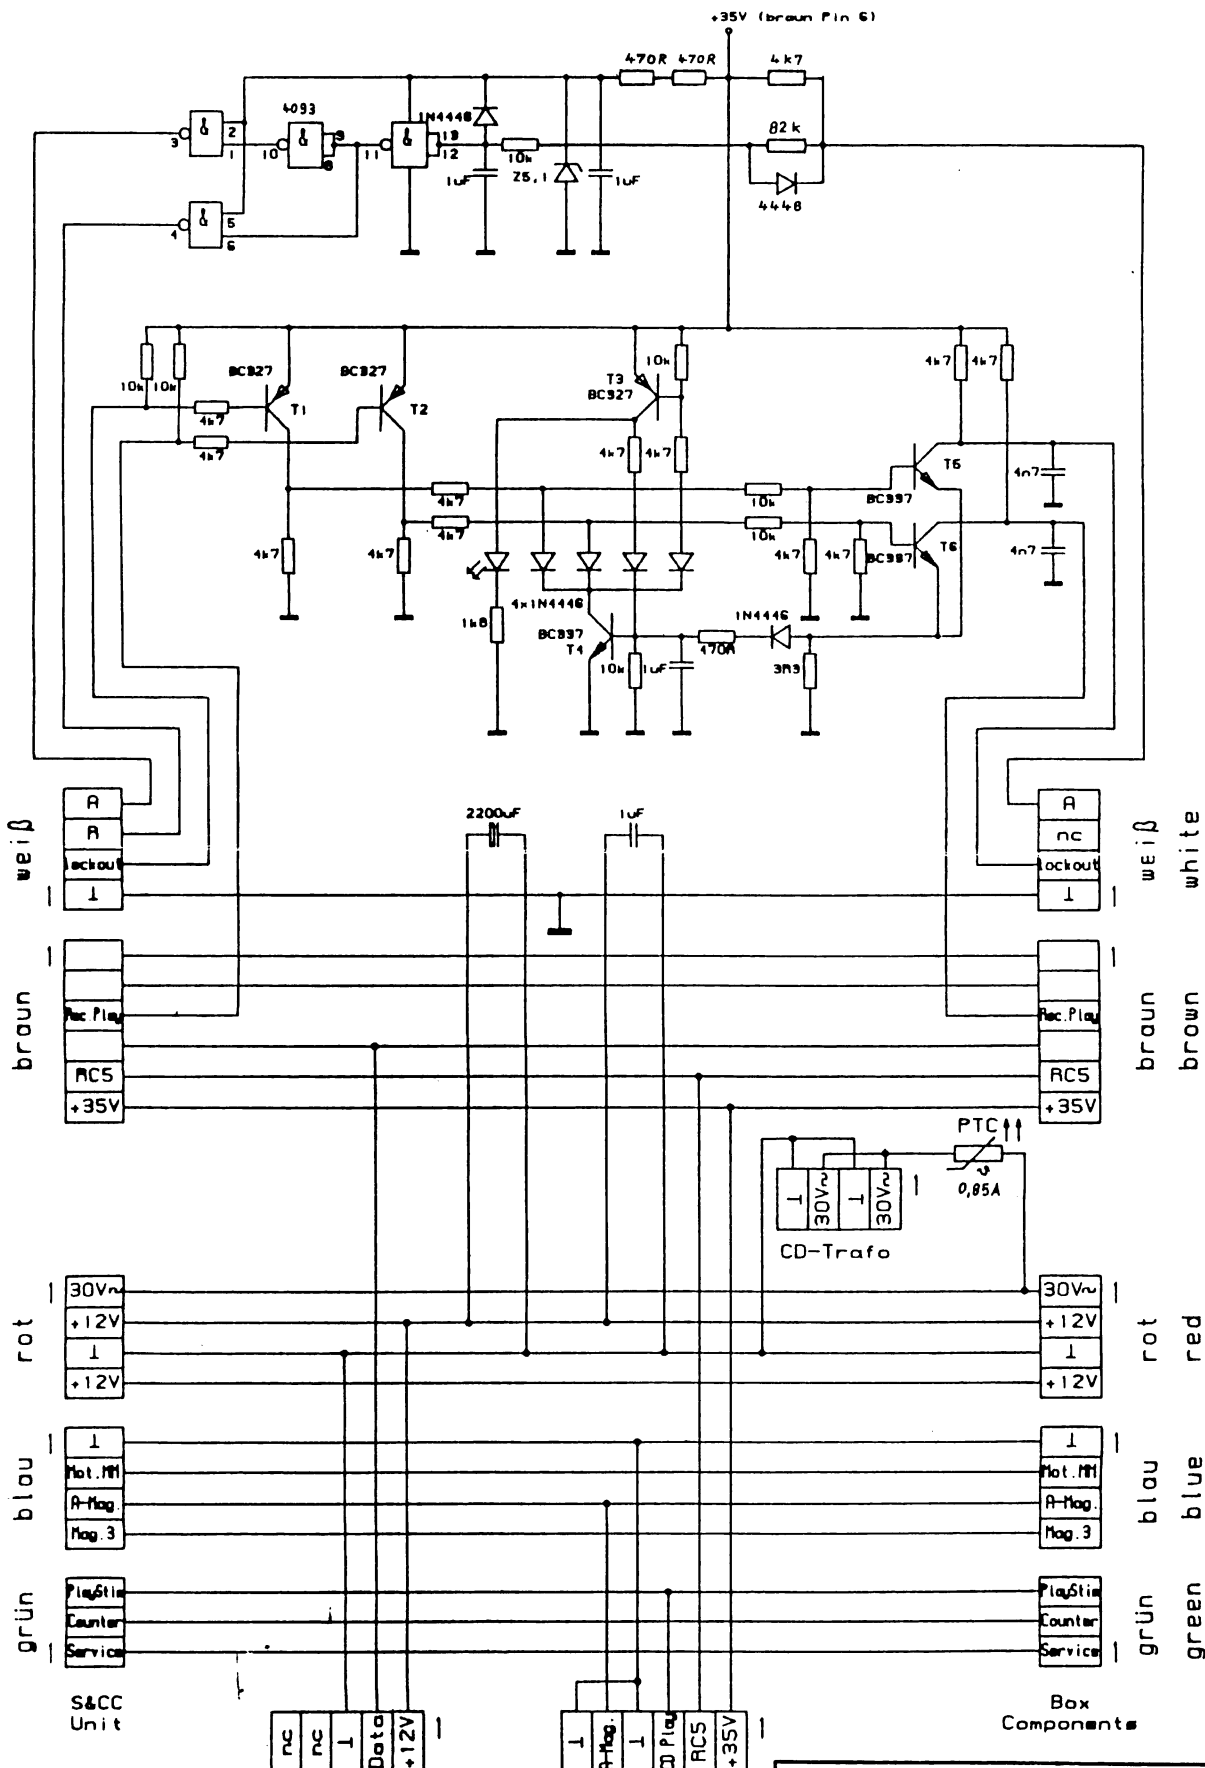 +35V (braun Pin 6)
470R 470R 4k7
4093 1N4446
82k
& 2 & 9 & 13
3 1 10 8 11 12
10k
1uF Z5,1 1uF
4448
& 5
4 6
10k
T3
4k7 4k7
10k 10k BC327 BC327 BC327
T1 T2
4k7
4k7
4k7 4k7
T5
4k7 10k BC337 4n7
4k7 10k
4k7 4k7 4k7 4k7 BC337 T6 4n7
4x1N4446 1N4446
1k8 BC337
T4 10k 1uF 470R 3R3
weiß
A
R
lockout
⊥
2200uF 1uF
A
nc
lockout
⊥
weiß
white
braun
Rec.Play
RC5
+35V
Rec.Play
RC5
+35V
braun
brown
PTC
0,85A
⊥ 30V~ ⊥ 30V~
CD-Trafo
rot
30V~
+12V
⊥
+12V
30V~
+12V
⊥
+12V
rot
red
blau
⊥
Mot.MM
A-Mag.
Mag.3
⊥
Mot.MM
A-Mag.
Mag.3
blau
blue
grün
PlayStim
Counter
Service
PlayStim
Counter
Service
grün
green
S&CC
Unit
Box
Components
nc nc ⊥ Data +12V
⊥ A-Mag. ⊥ CD Play RC5 +35V